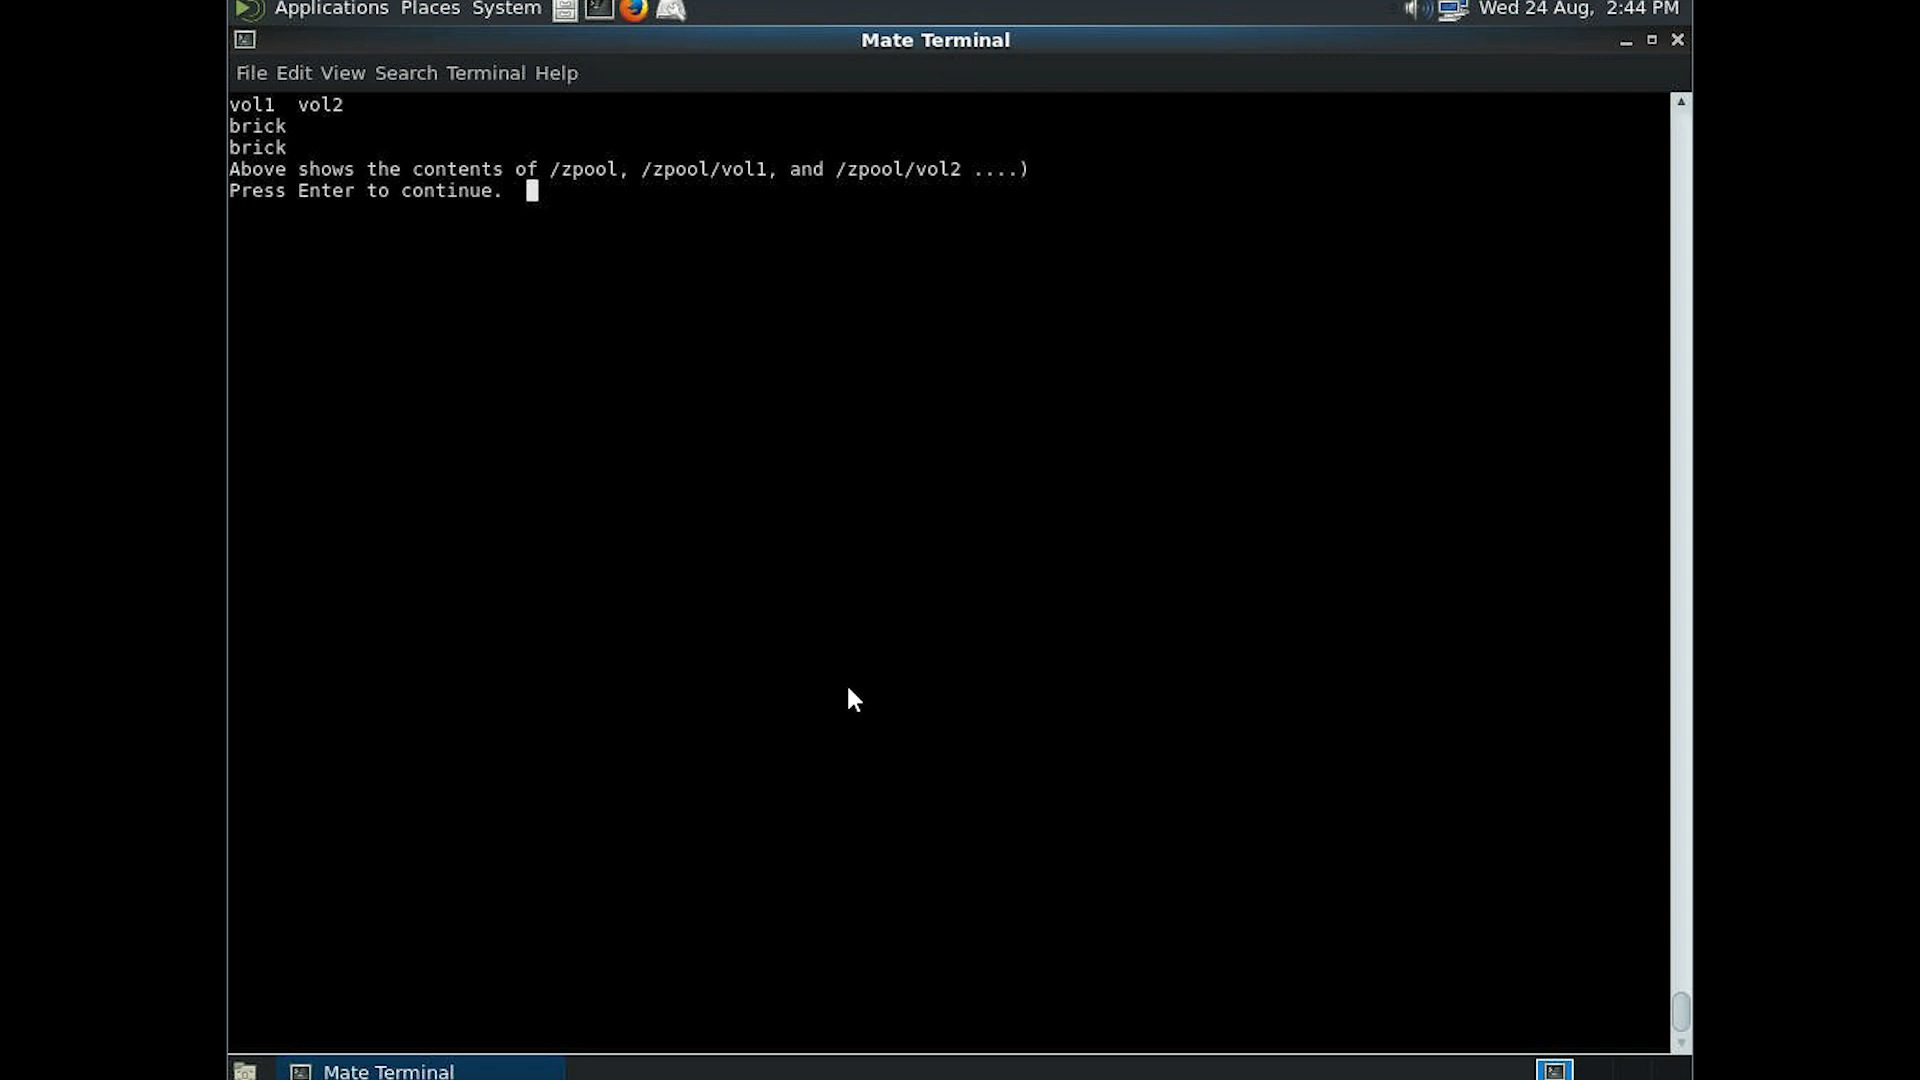 Applications Places System
Wed 24 Aug, 2:44 PM
Mate Terminal
File Edit View Search Terminal Help
vol1  vol2
brick
brick
Above shows the contents of /zpool, /zpool/vol1, and /zpool/vol2 ....)
Press Enter to continue.
Mate Terminal